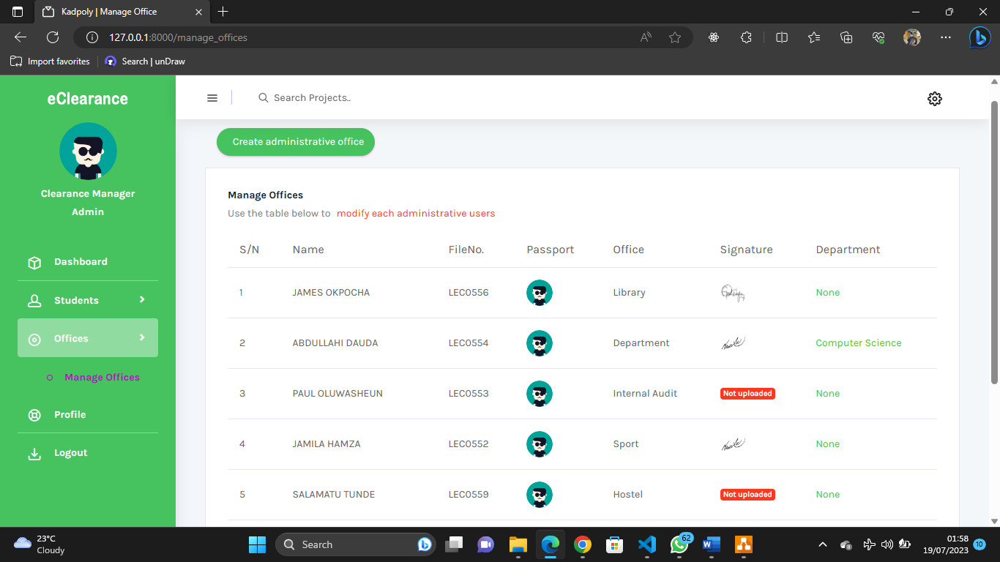 Kadpoly | Manage Office
127.0.0.1:8000/manage_offices
Import favorites
Search | unDraw
eClearance
Search Projects..
Clearance Manager
Admin
Dashboard
Students
Offices
Manage Offices
Profile
Logout
Create administrative office
Manage Offices
Use the table below to modify each administrative users
S/N Name FileNo. Passport Office Signature Department
1 JAMES OKPOCHA LEC0556 Library None
2 ABDULLAHI DAUDA LEC0554 Department Computer Science
3 PAUL OLUWASHEUN LEC0553 Internal Audit Not uploaded None
4 JAMILA HAMZA LEC0552 Sport None
5 SALAMATU TUNDE LEC0559 Hostel Not uploaded None
23°C
Cloudy
Search
62
01:58
19/07/2023
10